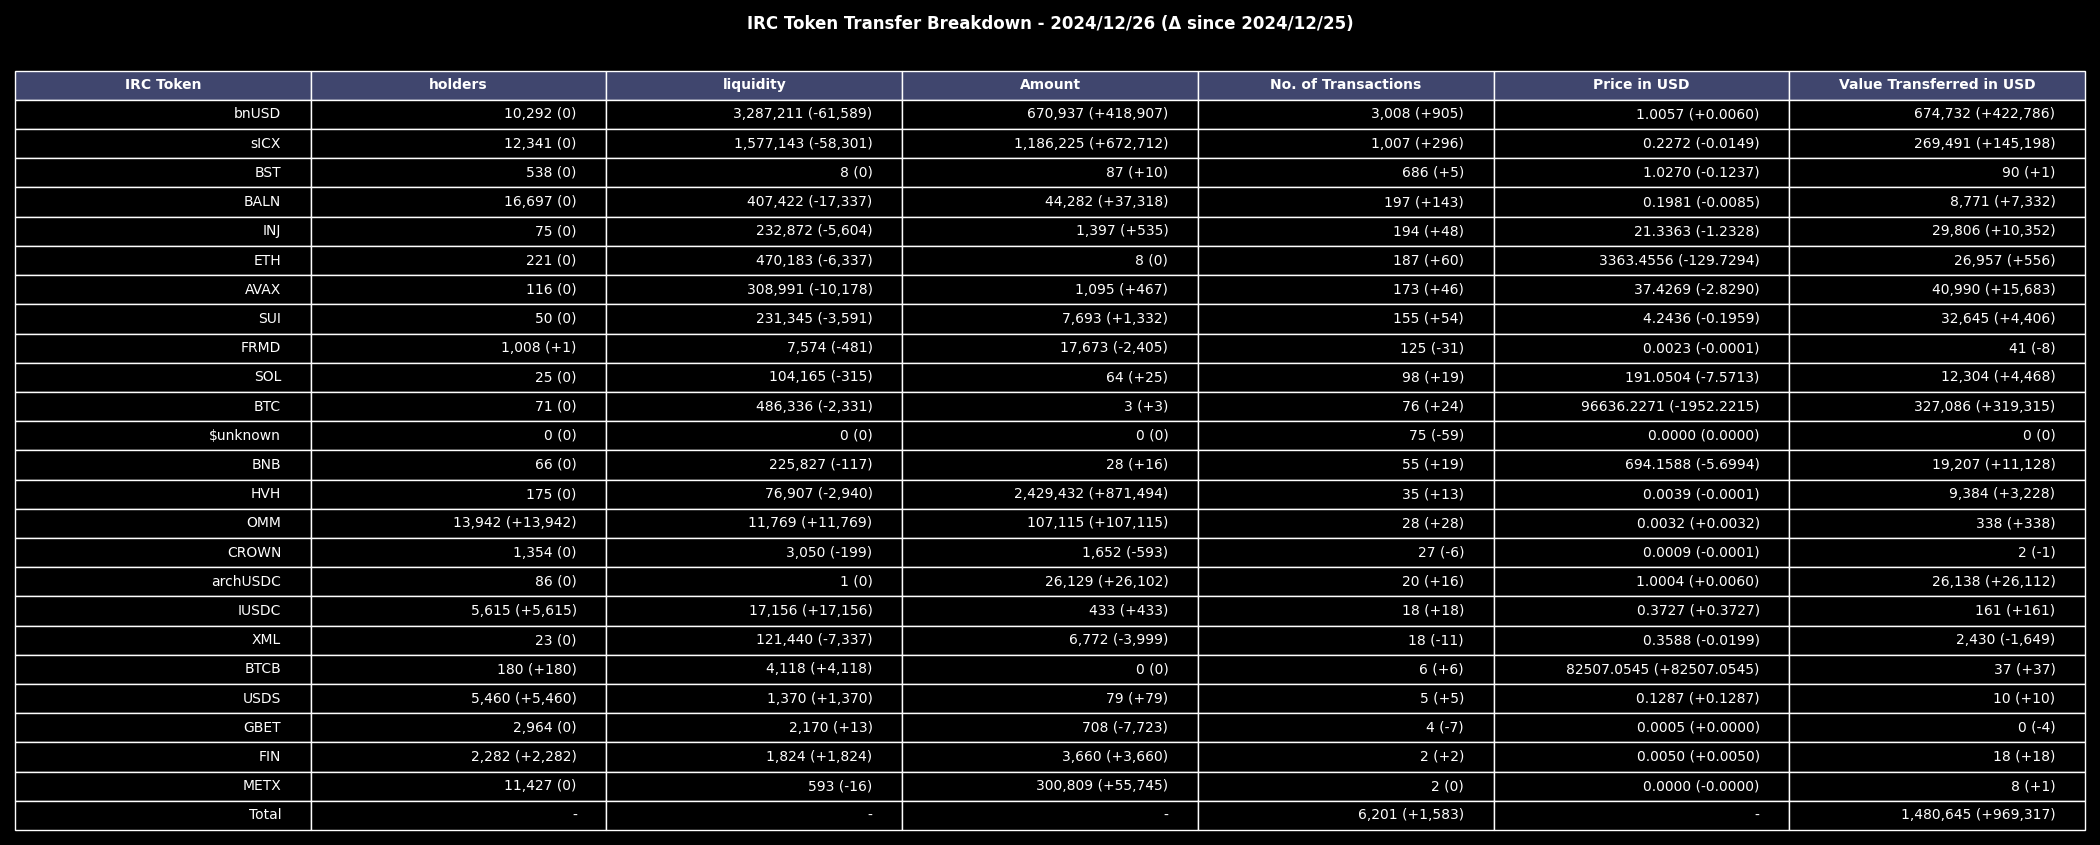 IRC Token Transfer Breakdown - 2024/12/26 (Δ since 2024/12/25)
IRC Token holders liquidity Amount No. of Transactions Price in USD Value Transferred in USD
bnUSD 10,292 (0) 3,287,211 (-61,589) 670,937 (+418,907) 3,008 (+905) 1.0057 (+0.0060) 674,732 (+422,786)
sICX 12,341 (0) 1,577,143 (-58,301) 1,186,225 (+672,712) 1,007 (+296) 0.2272 (-0.0149) 269,491 (+145,198)
BST 538 (0) 8 (0) 87 (+10) 686 (+5) 1.0270 (-0.1237) 90 (+1)
BALN 16,697 (0) 407,422 (-17,337) 44,282 (+37,318) 197 (+143) 0.1981 (-0.0085) 8,771 (+7,332)
INJ 75 (0) 232,872 (-5,604) 1,397 (+535) 194 (+48) 21.3363 (-1.2328) 29,806 (+10,352)
ETH 221 (0) 470,183 (-6,337) 8 (0) 187 (+60) 3363.4556 (-129.7294) 26,957 (+556)
AVAX 116 (0) 308,991 (-10,178) 1,095 (+467) 173 (+46) 37.4269 (-2.8290) 40,990 (+15,683)
SUI 50 (0) 231,345 (-3,591) 7,693 (+1,332) 155 (+54) 4.2436 (-0.1959) 32,645 (+4,406)
FRMD 1,008 (+1) 7,574 (-481) 17,673 (-2,405) 125 (-31) 0.0023 (-0.0001) 41 (-8)
SOL 25 (0) 104,165 (-315) 64 (+25) 98 (+19) 191.0504 (-7.5713) 12,304 (+4,468)
BTC 71 (0) 486,336 (-2,331) 3 (+3) 76 (+24) 96636.2271 (-1952.2215) 327,086 (+319,315)
$unknown 0 (0) 0 (0) 0 (0) 75 (-59) 0.0000 (0.0000) 0 (0)
BNB 66 (0) 225,827 (-117) 28 (+16) 55 (+19) 694.1588 (-5.6994) 19,207 (+11,128)
HVH 175 (0) 76,907 (-2,940) 2,429,432 (+871,494) 35 (+13) 0.0039 (-0.0001) 9,384 (+3,228)
OMM 13,942 (+13,942) 11,769 (+11,769) 107,115 (+107,115) 28 (+28) 0.0032 (+0.0032) 338 (+338)
CROWN 1,354 (0) 3,050 (-199) 1,652 (-593) 27 (-6) 0.0009 (-0.0001) 2 (-1)
archUSDC 86 (0) 1 (0) 26,129 (+26,102) 20 (+16) 1.0004 (+0.0060) 26,138 (+26,112)
IUSDC 5,615 (+5,615) 17,156 (+17,156) 433 (+433) 18 (+18) 0.3727 (+0.3727) 161 (+161)
XML 23 (0) 121,440 (-7,337) 6,772 (-3,999) 18 (-11) 0.3588 (-0.0199) 2,430 (-1,649)
BTCB 180 (+180) 4,118 (+4,118) 0 (0) 6 (+6) 82507.0545 (+82507.0545) 37 (+37)
USDS 5,460 (+5,460) 1,370 (+1,370) 79 (+79) 5 (+5) 0.1287 (+0.1287) 10 (+10)
GBET 2,964 (0) 2,170 (+13) 708 (-7,723) 4 (-7) 0.0005 (+0.0000) 0 (-4)
FIN 2,282 (+2,282) 1,824 (+1,824) 3,660 (+3,660) 2 (+2) 0.0050 (+0.0050) 18 (+18)
METX 11,427 (0) 593 (-16) 300,809 (+55,745) 2 (0) 0.0000 (-0.0000) 8 (+1)
Total - - - 6,201 (+1,583) - 1,480,645 (+969,317)